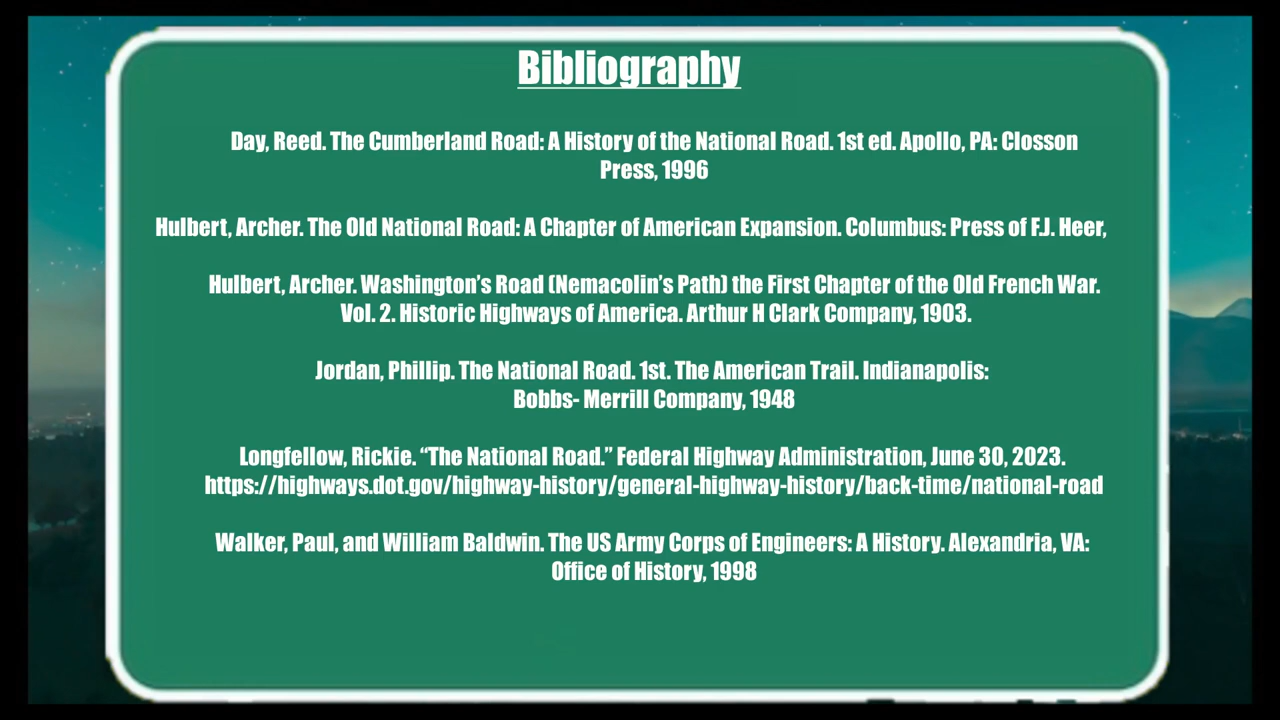 Bibliography
Day, Reed. The Cumberland Road: A History of the National Road. 1st ed. Apollo, PA: Closson
Press, 1996
Hulbert, Archer. The Old National Road: A Chapter of American Expansion. Columbus: Press of F.J. Heer,
Hulbert, Archer. Washington’s Road (Nemacolin’s Path) the First Chapter of the Old French War.
Vol. 2. Historic Highways of America. Arthur H Clark Company, 1903.
Jordan, Phillip. The National Road. 1st. The American Trail. Indianapolis:
Bobbs- Merrill Company, 1948
Longfellow, Rickie. “The National Road.” Federal Highway Administration, June 30, 2023.
https://highways.dot.gov/highway-history/general-highway-history/back-time/national-road
Walker, Paul, and William Baldwin. The US Army Corps of Engineers: A History. Alexandria, VA:
Office of History, 1998